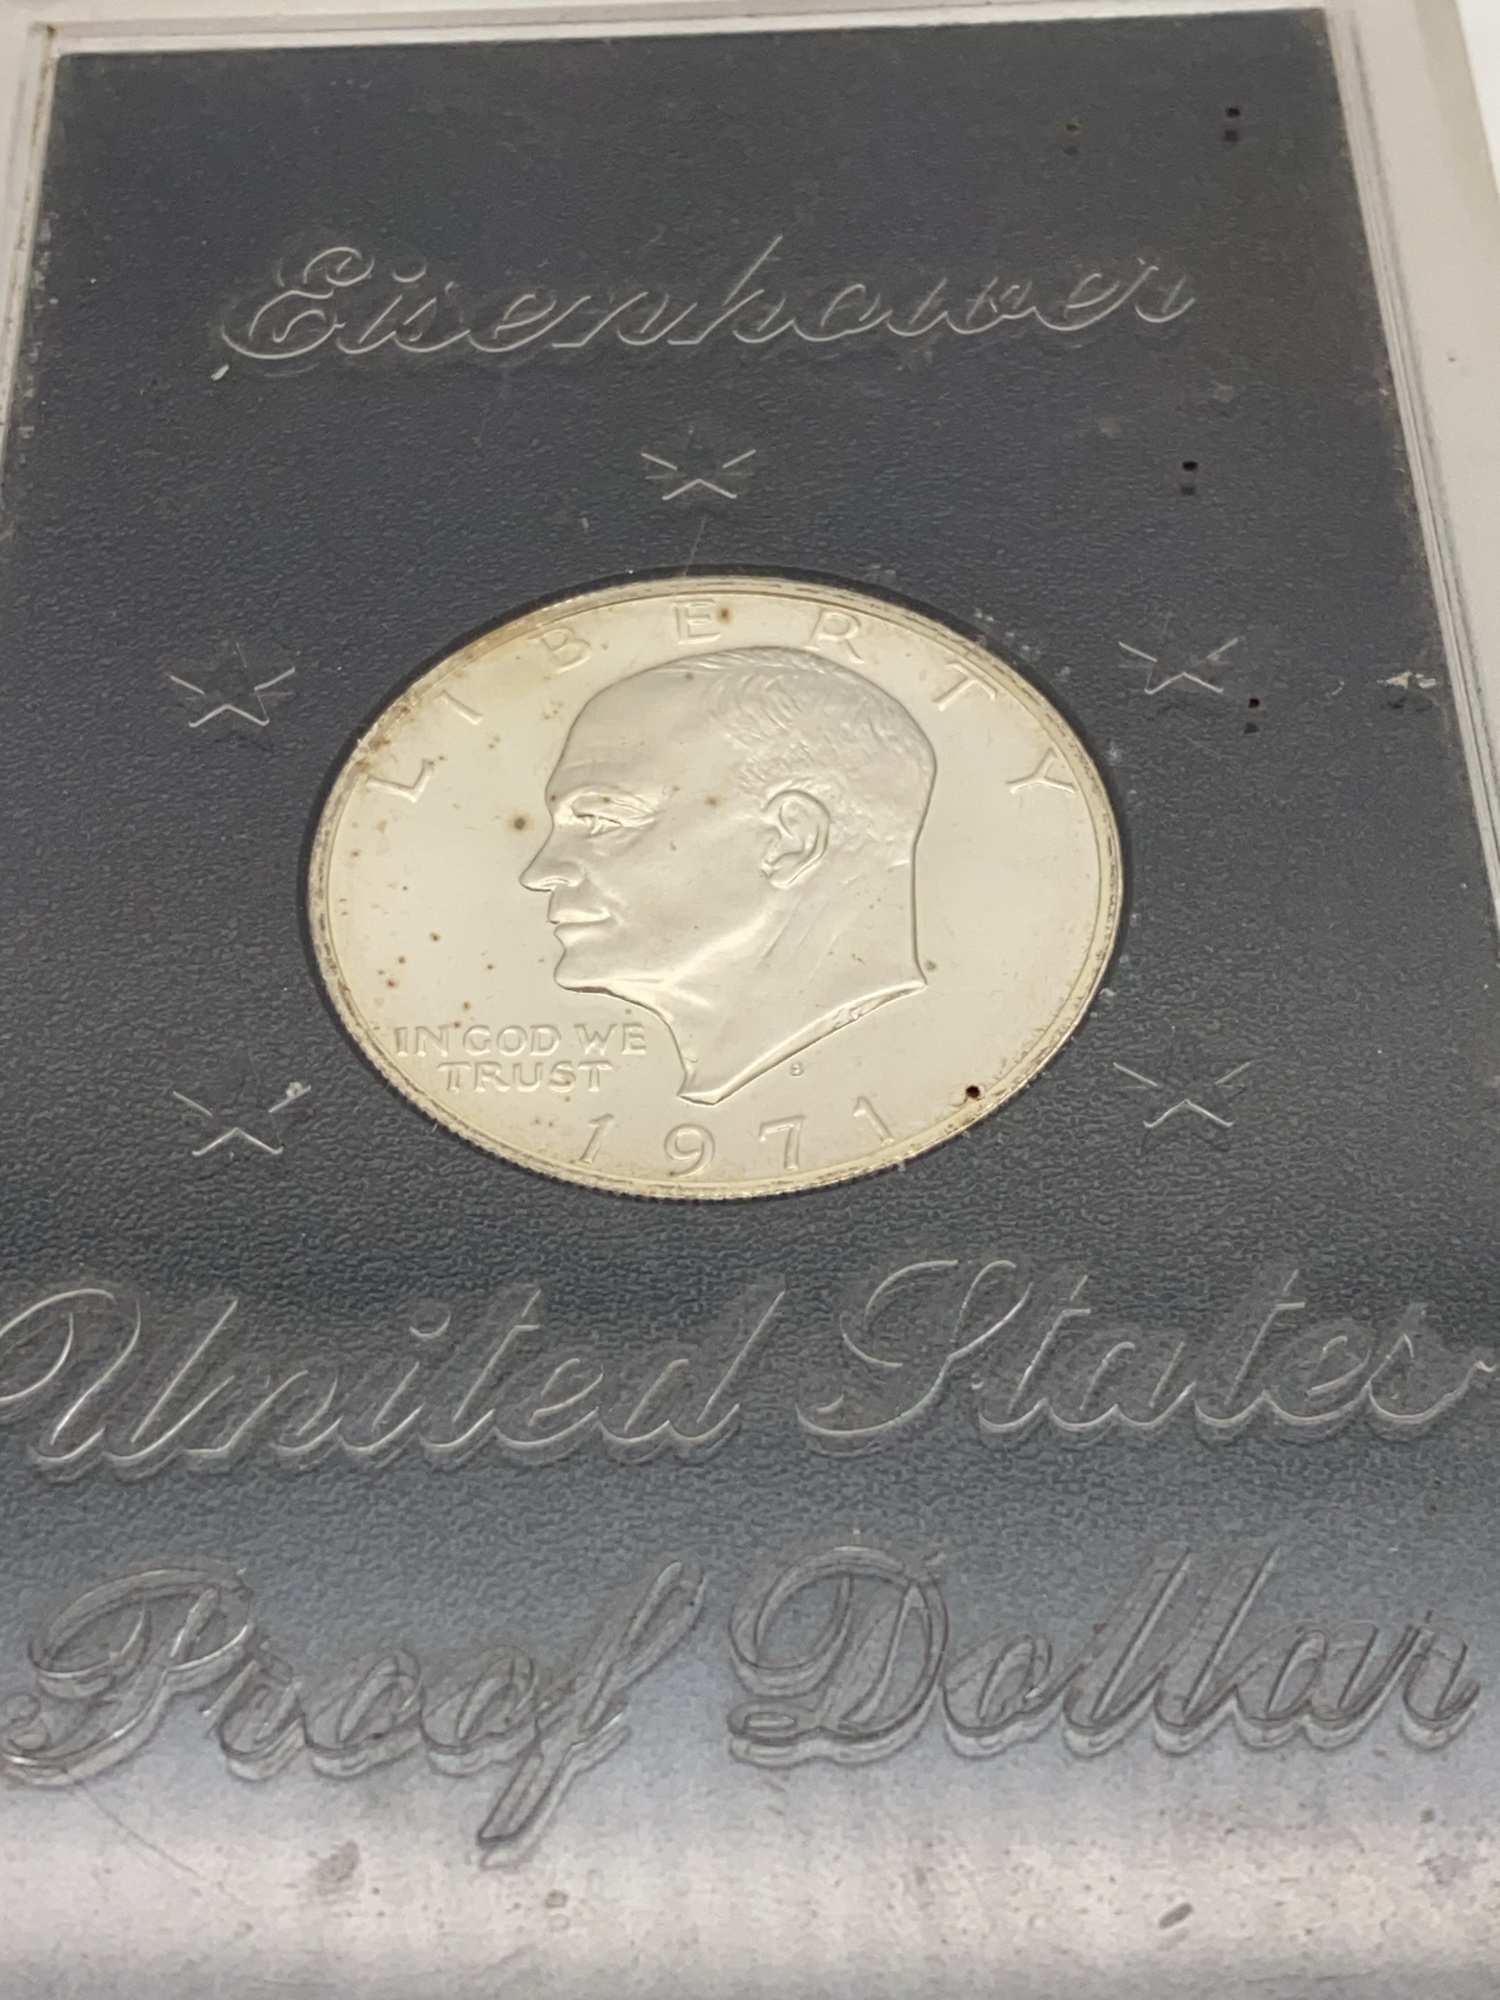 Eisenhower
LIBERTY
IN GOD WE
TRUST
B
1971
United States
Proof Dollar